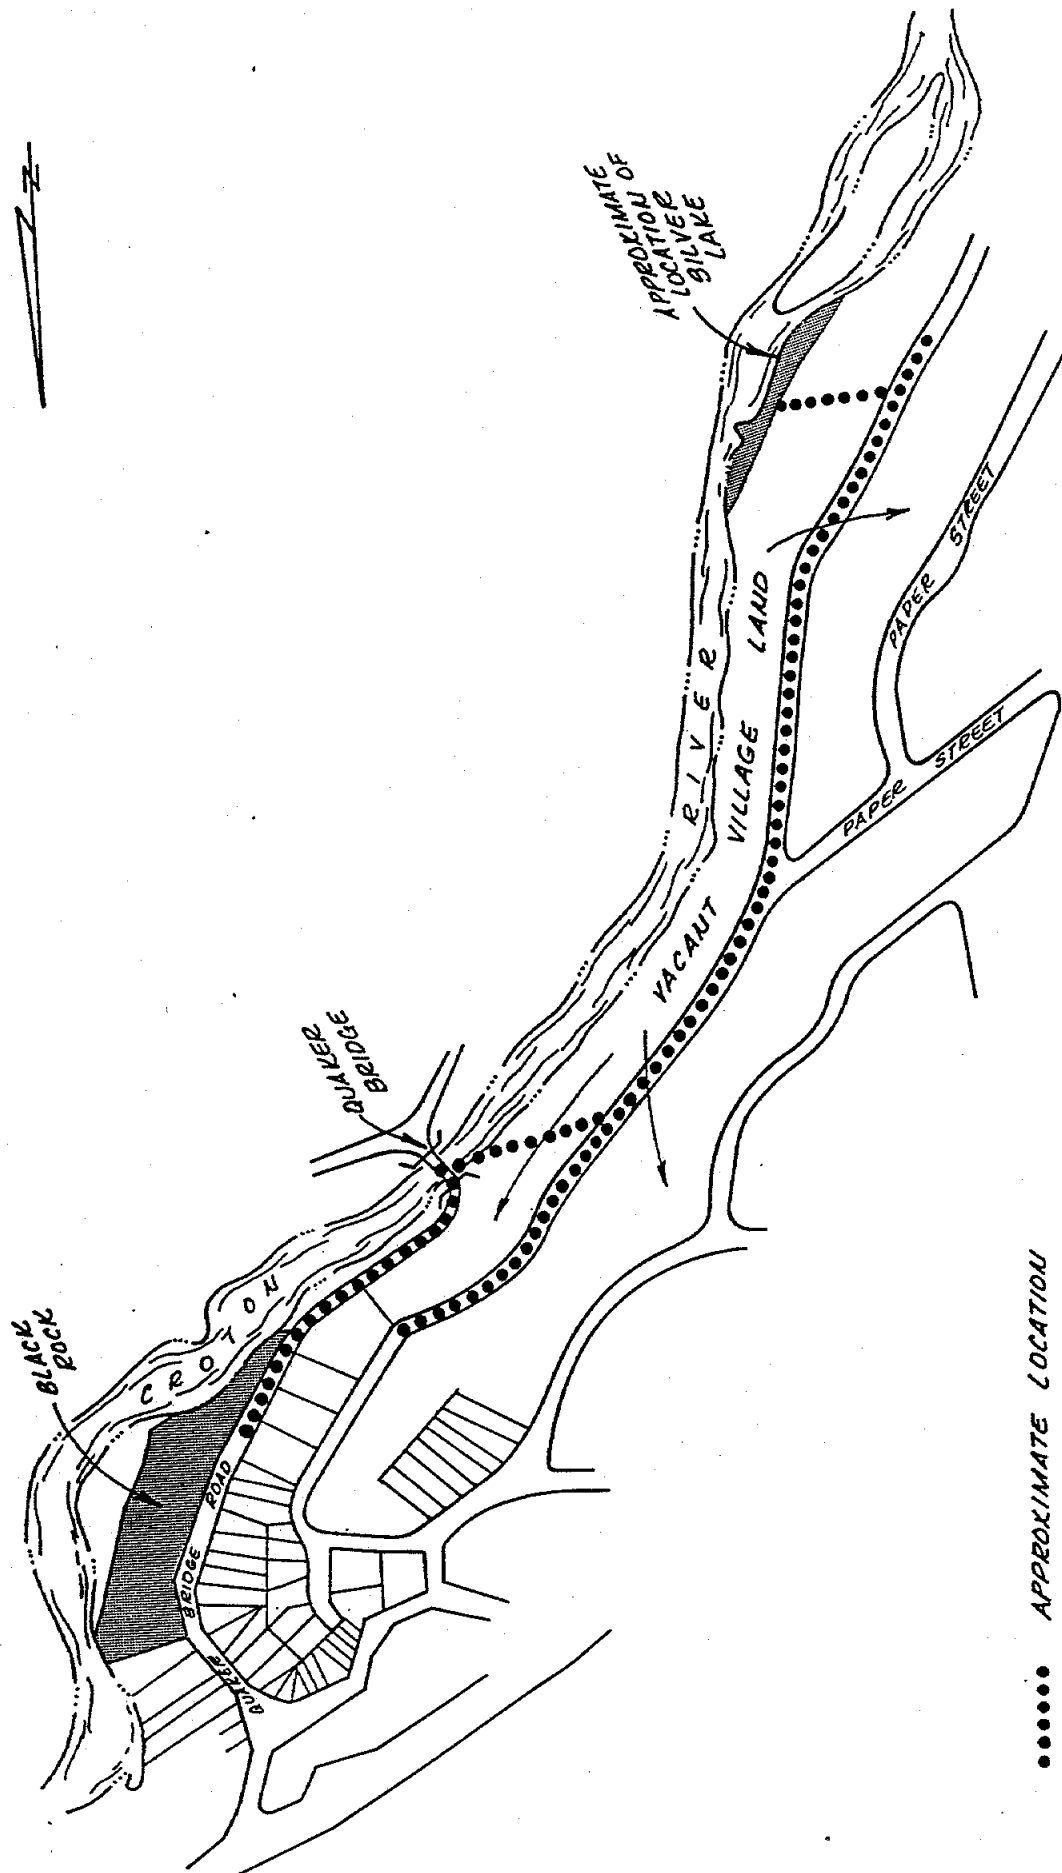 N
APPROXIMATE
LOCATION OF
SILVER
LAKE
BLACK
ROCK
QUAKER
BRIDGE
CROTON RIVER
VACANT VILLAGE LAND
QUAKER BRIDGE ROAD
PAPER STREET
PAPER STREET
APPROXIMATE LOCATION